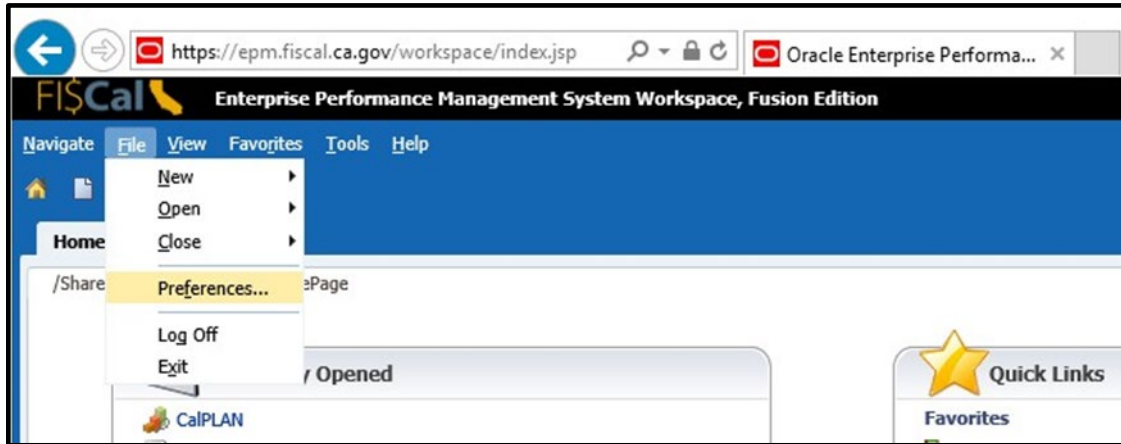 https://epm.fiscal.ca.gov/workspace/index.jsp Oracle Enterprise Performa...
FI$Cal Enterprise Performance Management System Workspace, Fusion Edition
Navigate File View Favorites Tools Help
New
Open
Close
Home
/Share Preferences... ePage
Log Off
Exit
Opened Quick Links
CalPLAN Favorites